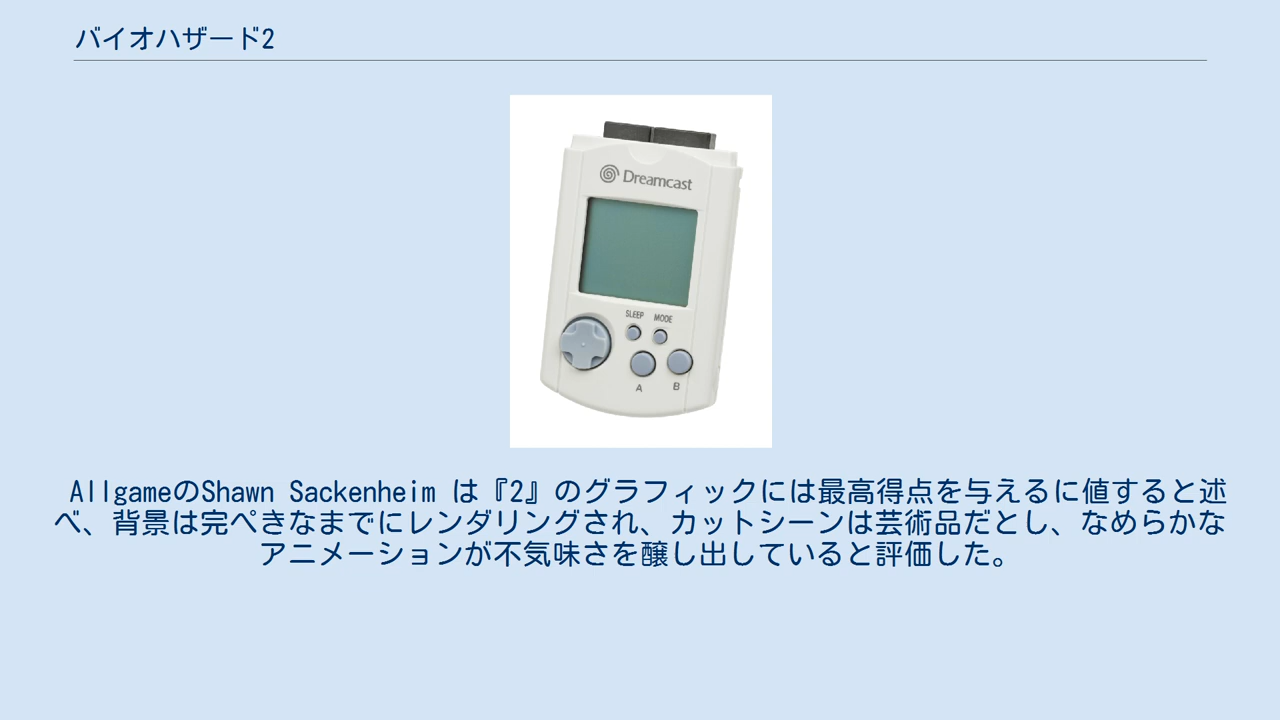 バイオハザード2
Dreamcast
SLEEP MODE
A B
AllgameのShawn Sackenheim は『2』のグラフィックには最高得点を与えるに値すると述
べ、背景は完ぺきなまでにレンダリングされ、カットシーンは芸術品だとし、なめらかな
アニメーションが不気味さを醸し出していると評価した。